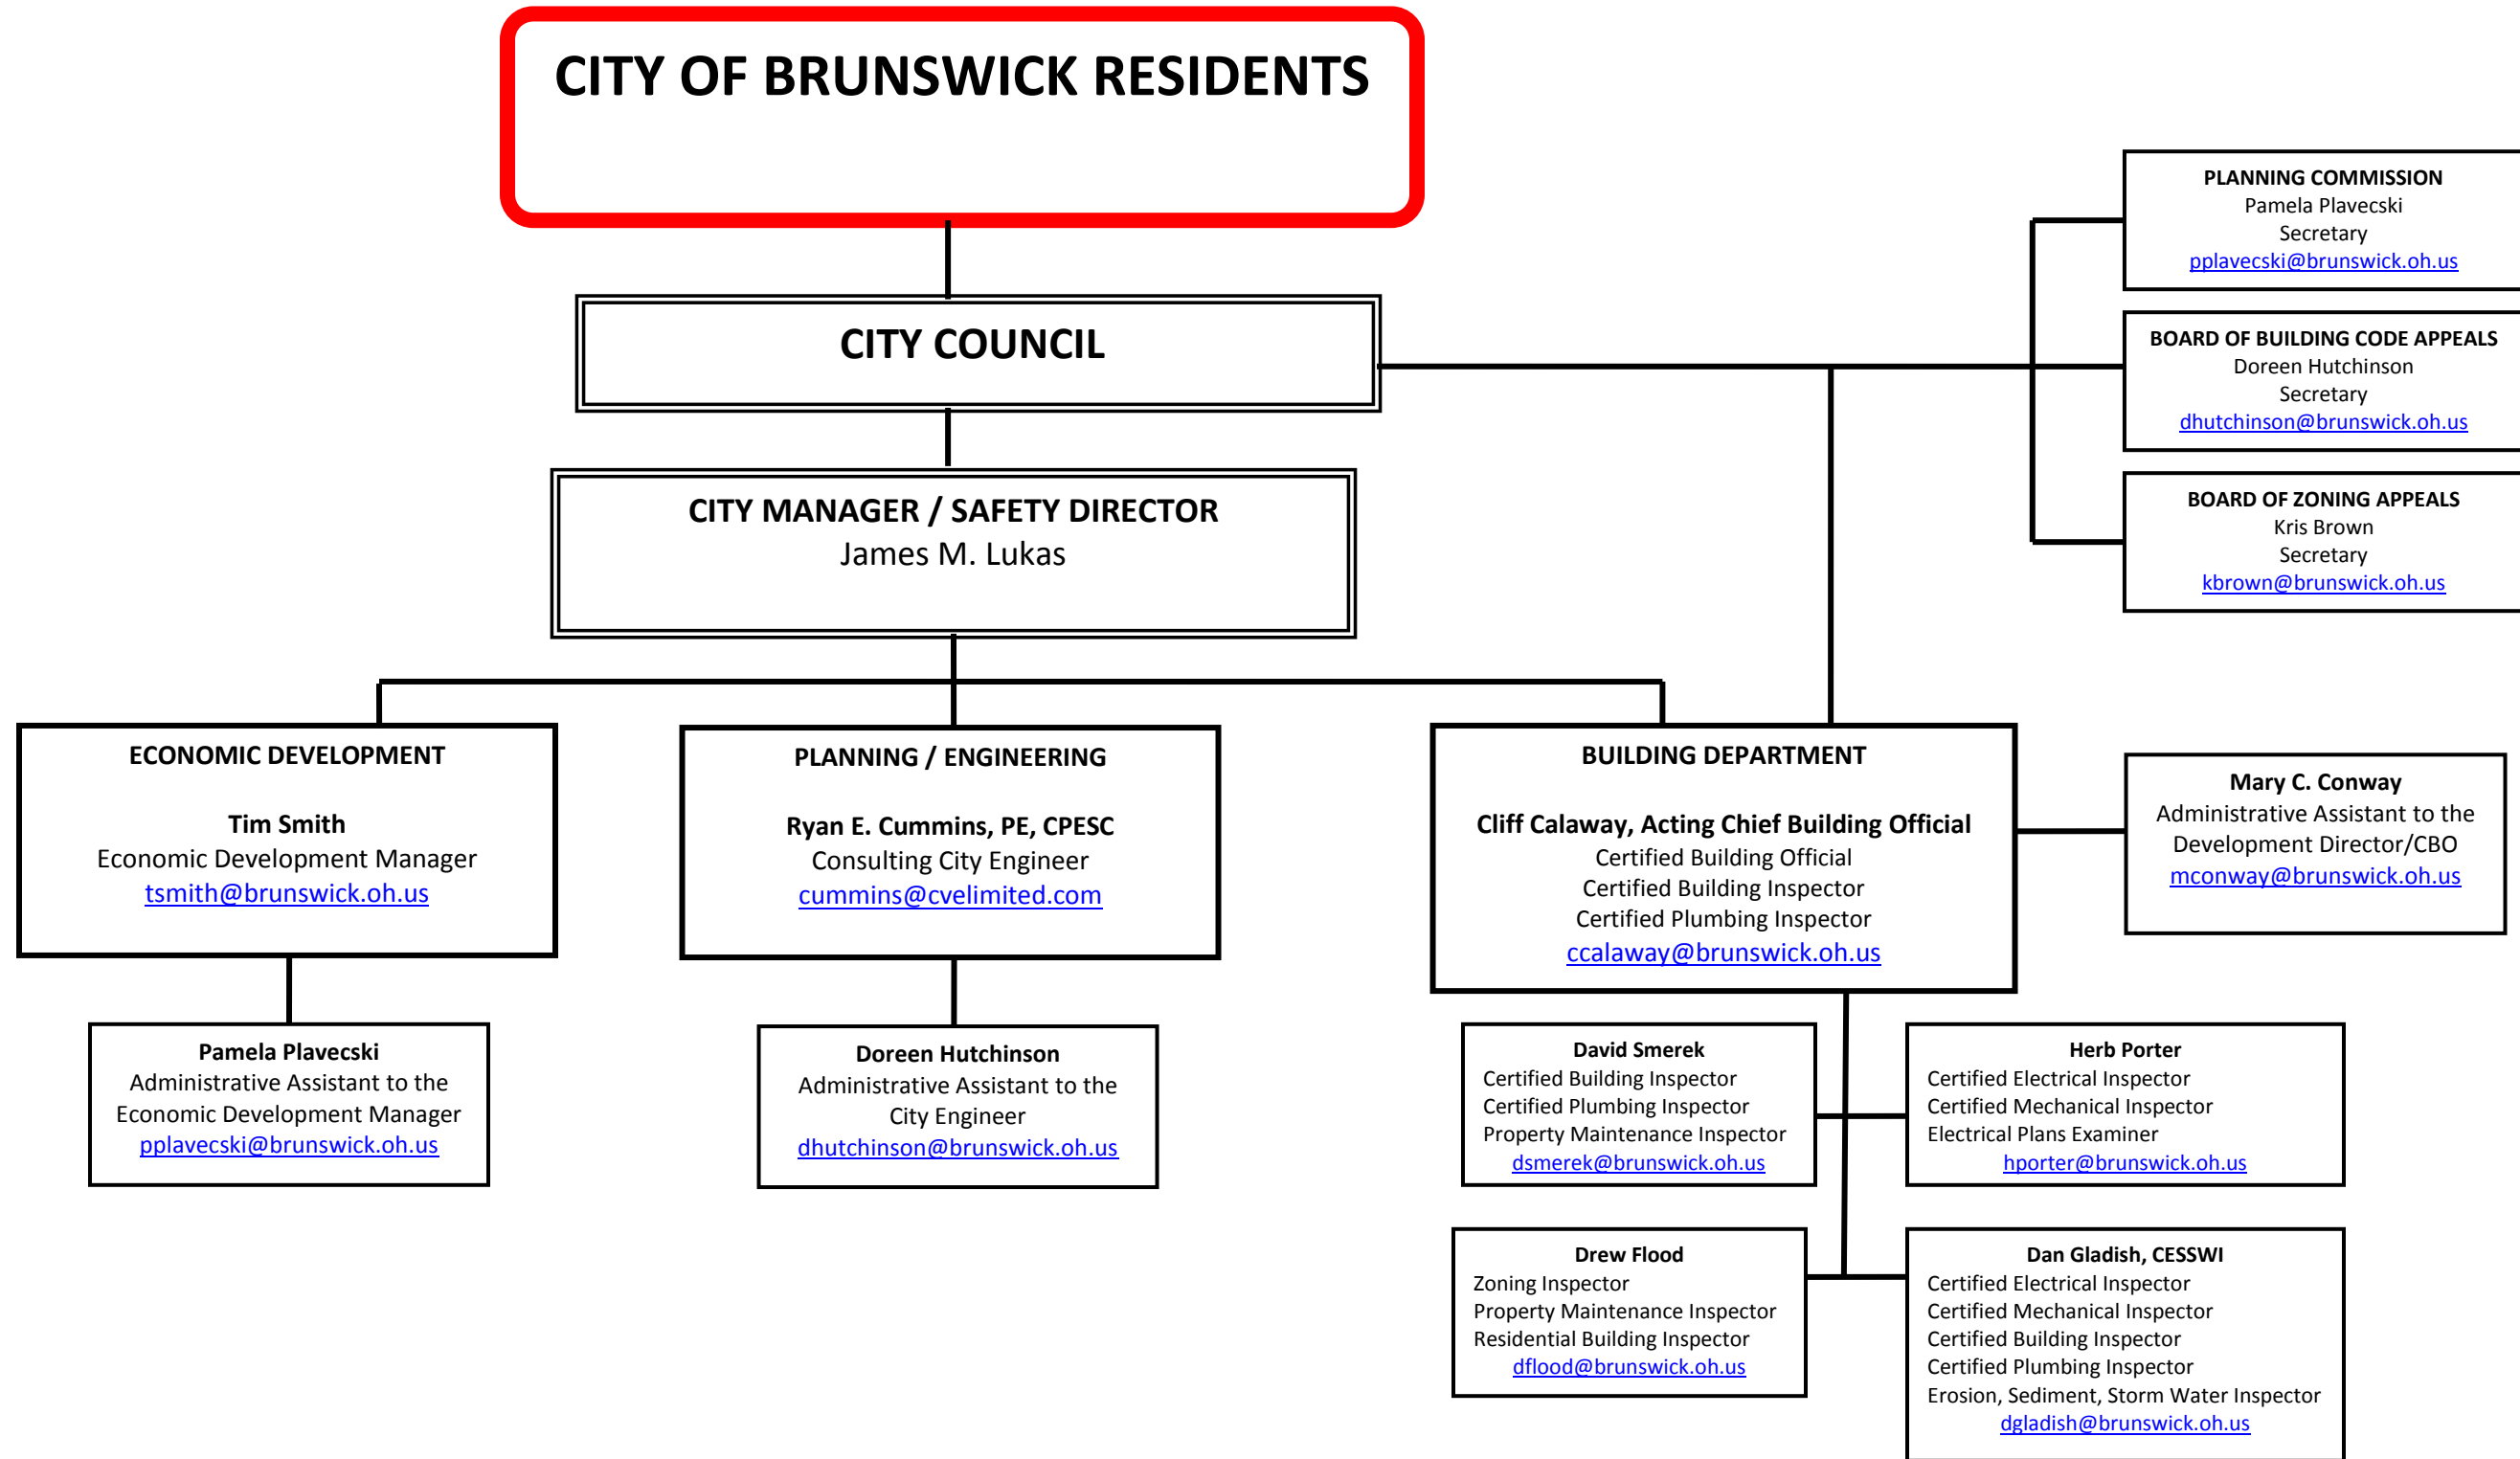 CITY OF BRUNSWICK RESIDENTS
CITY COUNCIL
CITY MANAGER / SAFETY DIRECTOR
James M. Lukas
PLANNING COMMISSION
Pamela Plavecski
Secretary
pplavecski@brunswick.oh.us
BOARD OF BUILDING CODE APPEALS
Doreen Hutchinson
Secretary
dhutchinson@brunswick.oh.us
BOARD OF ZONING APPEALS
Kris Brown
Secretary
kbrown@brunswick.oh.us
ECONOMIC DEVELOPMENT
Tim Smith
Economic Development Manager
tsmith@brunswick.oh.us
PLANNING / ENGINEERING
Ryan E. Cummins, PE, CPESC
Consulting City Engineer
cummins@cvelimited.com
BUILDING DEPARTMENT
Cliff Calaway, Acting Chief Building Official
Certified Building Official
Certified Building Inspector
Certified Plumbing Inspector
ccalaway@brunswick.oh.us
Mary C. Conway
Administrative Assistant to the
Development Director/CBO
mconway@brunswick.oh.us
Pamela Plavecski
Administrative Assistant to the
Economic Development Manager
pplavecski@brunswick.oh.us
Doreen Hutchinson
Administrative Assistant to the
City Engineer
dhutchinson@brunswick.oh.us
David Smerek
Certified Building Inspector
Certified Plumbing Inspector
Property Maintenance Inspector
dsmerek@brunswick.oh.us
Herb Porter
Certified Electrical Inspector
Certified Mechanical Inspector
Electrical Plans Examiner
hporter@brunswick.oh.us
Drew Flood
Zoning Inspector
Property Maintenance Inspector
Residential Building Inspector
dflood@brunswick.oh.us
Dan Gladish, CESSWI
Certified Electrical Inspector
Certified Mechanical Inspector
Certified Building Inspector
Certified Plumbing Inspector
Erosion, Sediment, Storm Water Inspector
dgladish@brunswick.oh.us